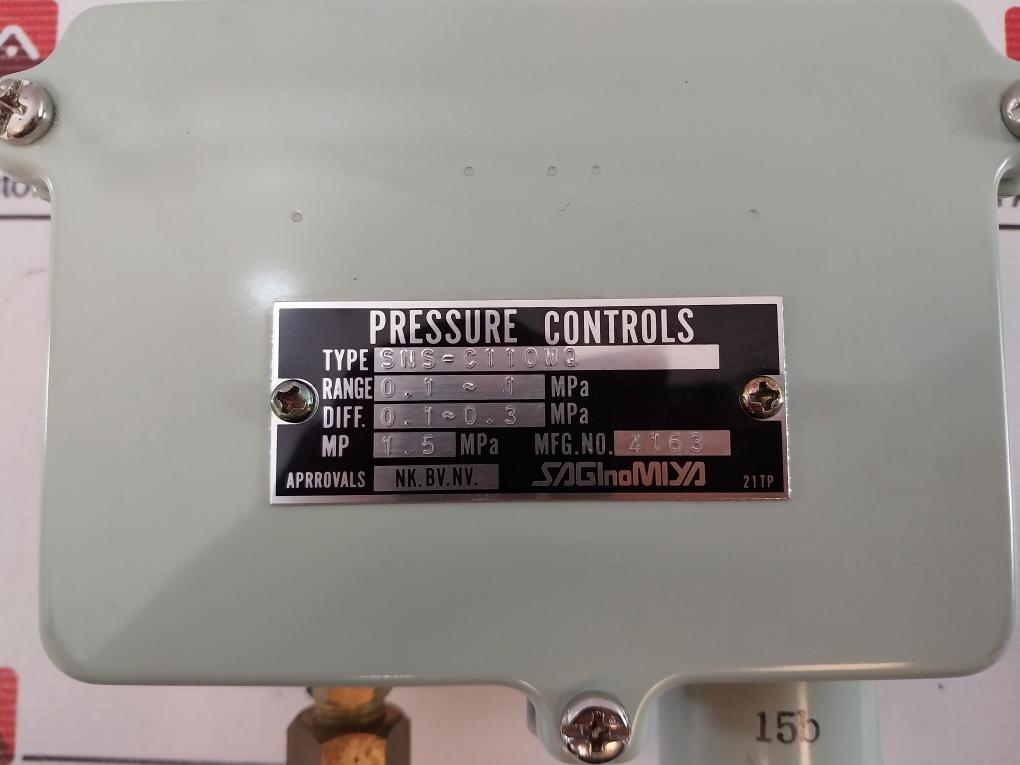 PRESSURE CONTROLS
TYPE SNS-C110WQ
RANGE 0.1 ~ 1 MPa
DIFF. 0.1~0.3 MPa
MP 1.5 MPa MFG.NO. 4163
APRROVALS NK.BV.NV. SAGInoMIYA 21TP
15b